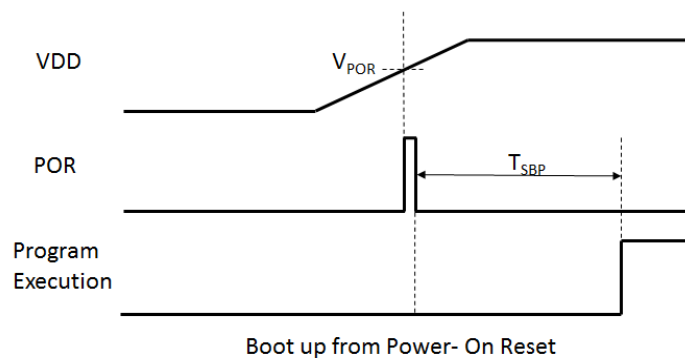 VDD
VPOR
POR
TSBP
Program
Execution
Boot up from Power- On Reset